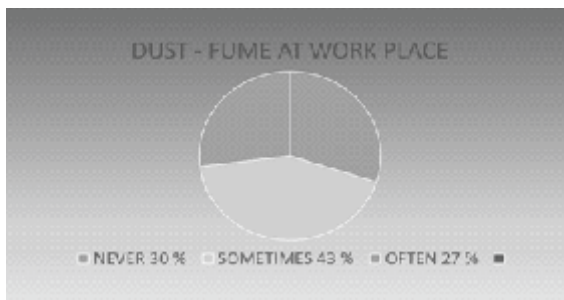 DUST - FUME AT WORK PLACE
NEVER 30 % SOMETIMES 43 % OFTEN 27 %